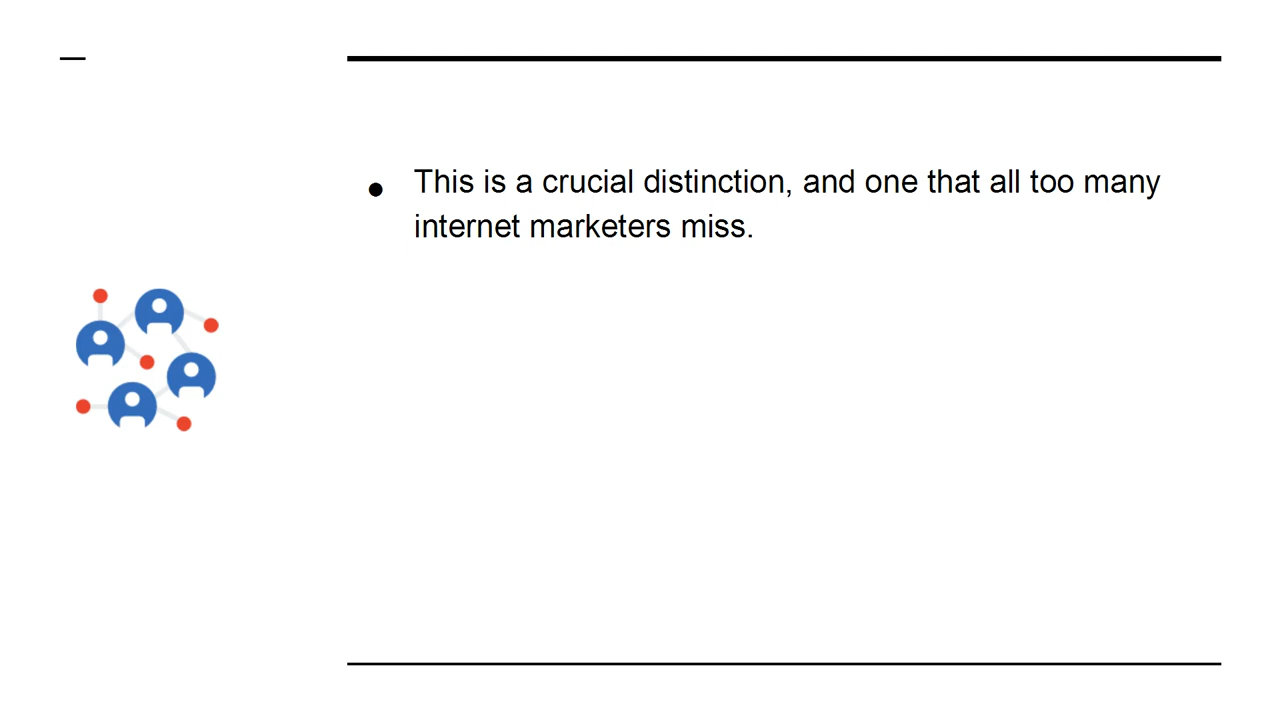 • This is a crucial distinction, and one that all too many
internet marketers miss.